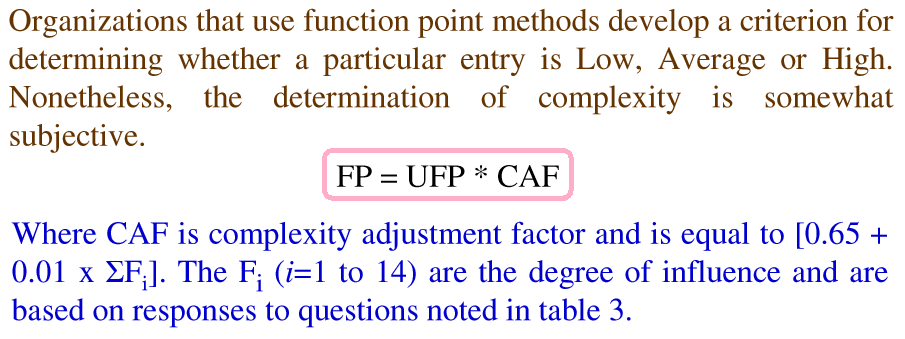 Organizations that use function point methods develop a criterion for
determining whether a particular entry is Low, Average or High.
Nonetheless, the determination of complexity is somewhat
subjective.
FP = UFP * CAF
Where CAF is complexity adjustment factor and is equal to [0.65 +
0.01 x ΣFᵢ]. The Fᵢ (i=1 to 14) are the degree of influence and are
based on responses to questions noted in table 3.